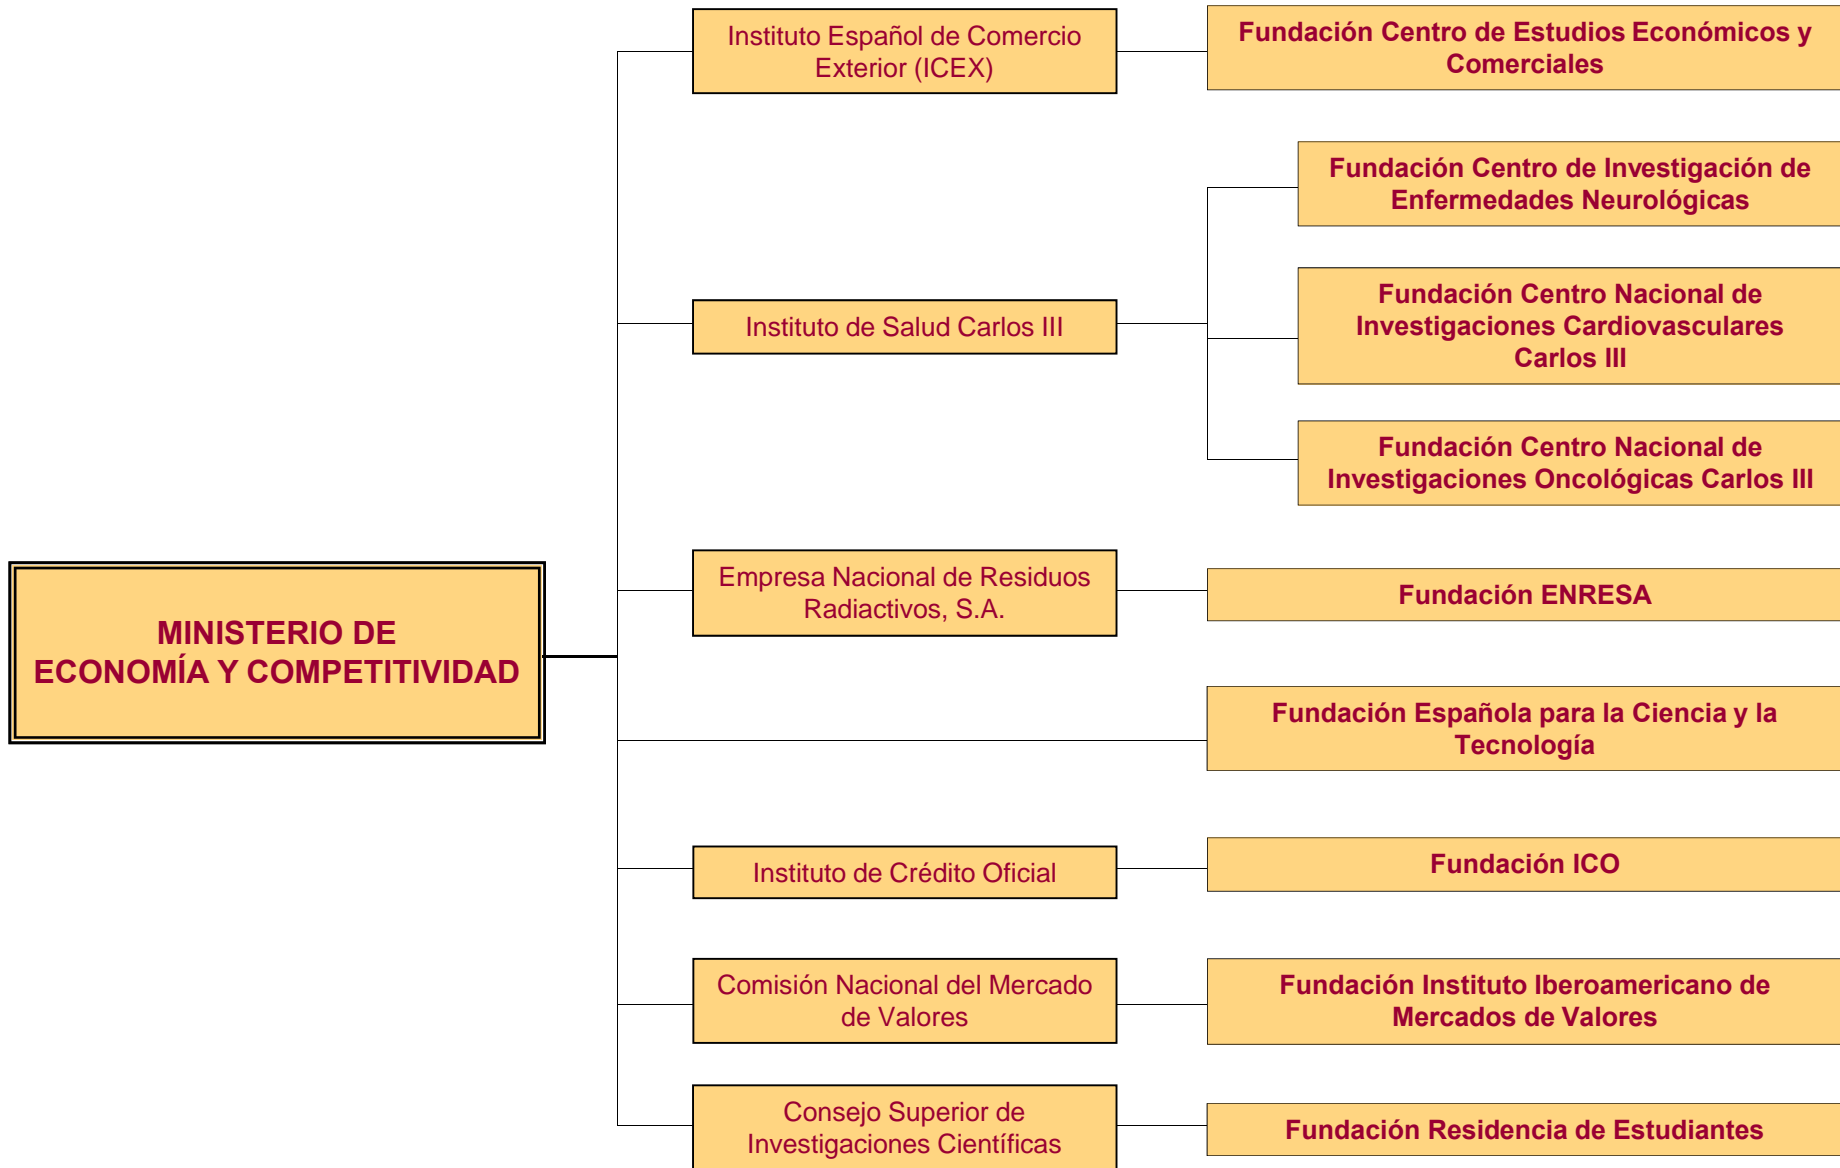 Instituto Español de Comercio
Exterior (ICEX)
Fundación Centro de Estudios Económicos y
Comerciales
Fundación Centro de Investigación de
Enfermedades Neurológicas
Instituto de Salud Carlos III
Fundación Centro Nacional de
Investigaciones Cardiovasculares
Carlos III
Fundación Centro Nacional de
Investigaciones Oncológicas Carlos III
MINISTERIO DE
ECONOMÍA Y COMPETITIVIDAD
Empresa Nacional de Residuos
Radiactivos, S.A.
Fundación ENRESA
Fundación Española para la Ciencia y la
Tecnología
Instituto de Crédito Oficial
Fundación ICO
Comisión Nacional del Mercado
de Valores
Fundación Instituto Iberoamericano de
Mercados de Valores
Consejo Superior de
Investigaciones Científicas
Fundación Residencia de Estudiantes